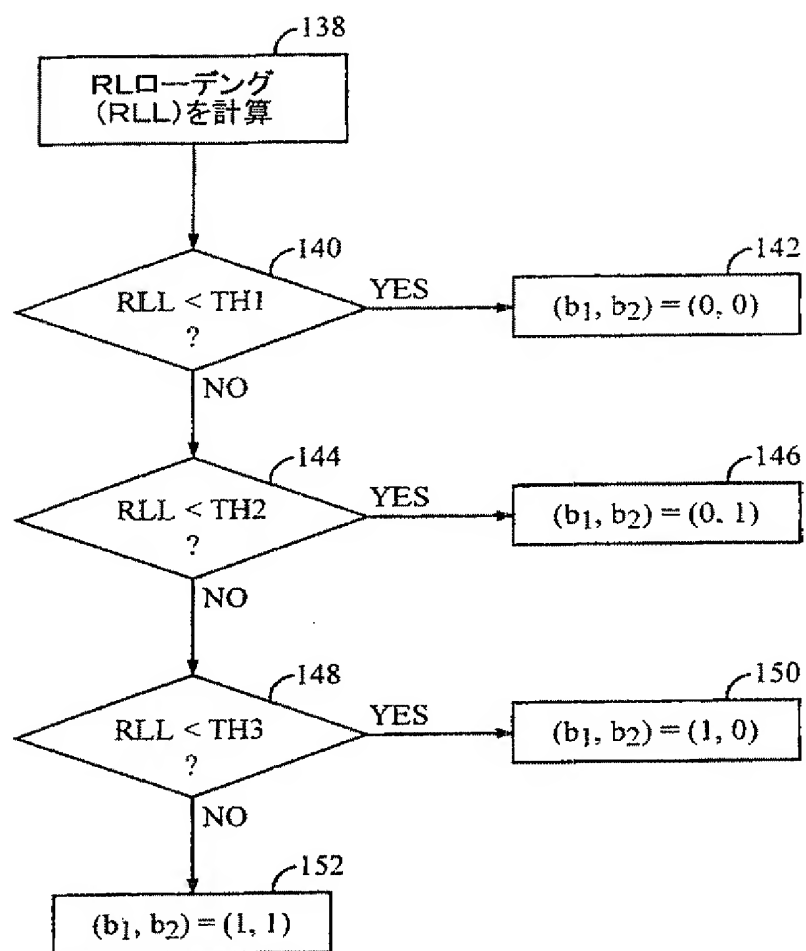 138
RLローデング
(RLL)を計算
140
RLL < TH1
?
YES
142
(b1, b2) = (0, 0)
NO
144
RLL < TH2
?
YES
146
(b1, b2) = (0, 1)
NO
148
RLL < TH3
?
YES
150
(b1, b2) = (1, 0)
NO
152
(b1, b2) = (1, 1)